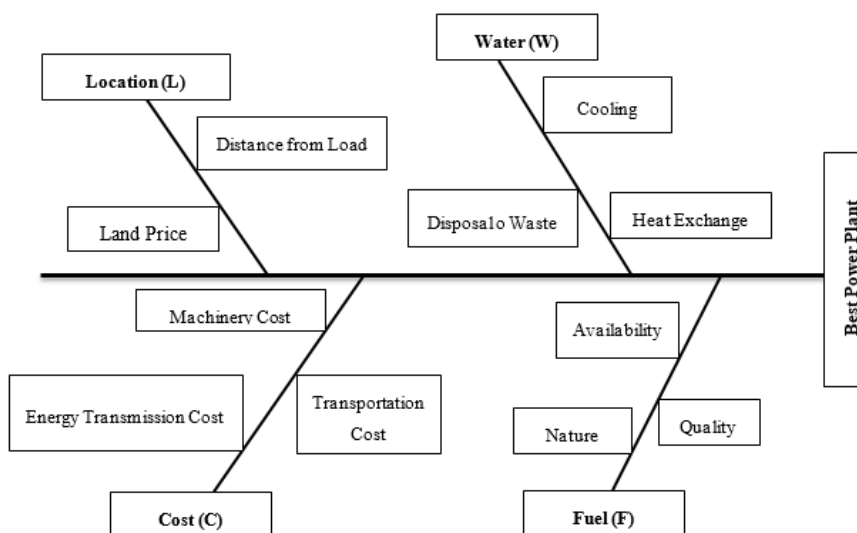 Water (W)
Location (L)
Cooling
Distance from Load
Disposal o Waste
Heat Exchange
Land Price
Best Power Plant
Machinery Cost
Availability
Energy Transmission Cost
Transportation
Cost
Nature
Quality
Cost (C)
Fuel (F)